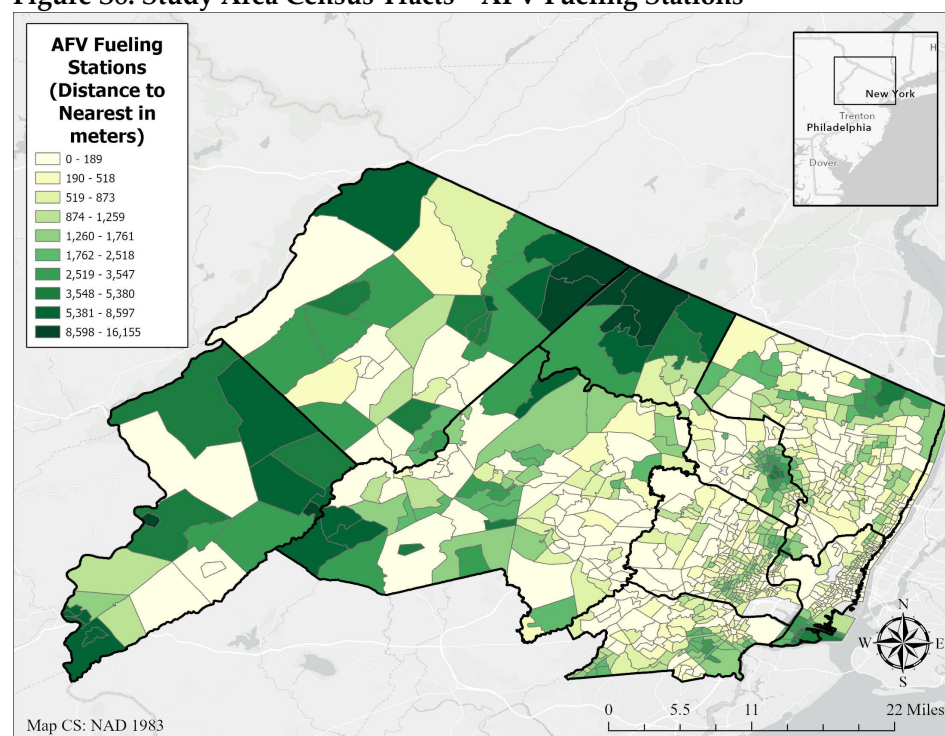 Figure 36. Study Area Census Tracts – AFV Fueling Stations
AFV Fueling
Stations
(Distance to
Nearest in
meters)
0 - 189
190 - 518
519 - 873
874 - 1,259
1,260 - 1,761
1,762 - 2,518
2,519 - 3,547
3,548 - 5,380
5,381 - 8,597
8,598 - 16,155
H
New York
Trenton
Philadelphia
Dover
N
W E
S
0 5.5 11 22 Miles
Map CS: NAD 1983